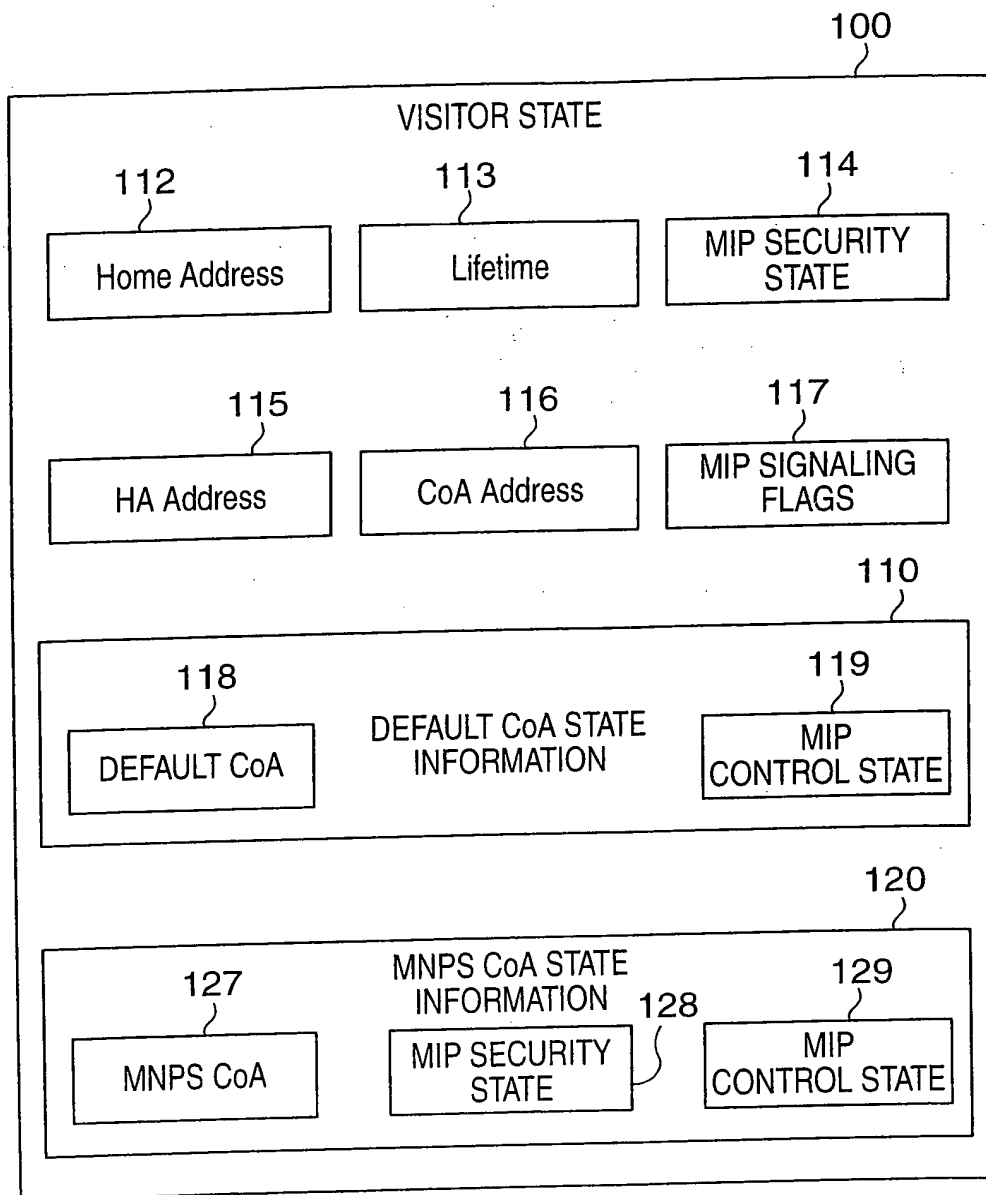 100
VISITOR STATE
112
113
114
Home Address
Lifetime
MIP SECURITY
STATE
115
116
117
HA Address
CoA Address
MIP SIGNALING
FLAGS
110
118
119
DEFAULT CoA
DEFAULT CoA STATE
INFORMATION
MIP
CONTROL STATE
120
MNPS CoA STATE
INFORMATION
127
128
129
MNPS CoA
MIP SECURITY
STATE
MIP
CONTROL STATE